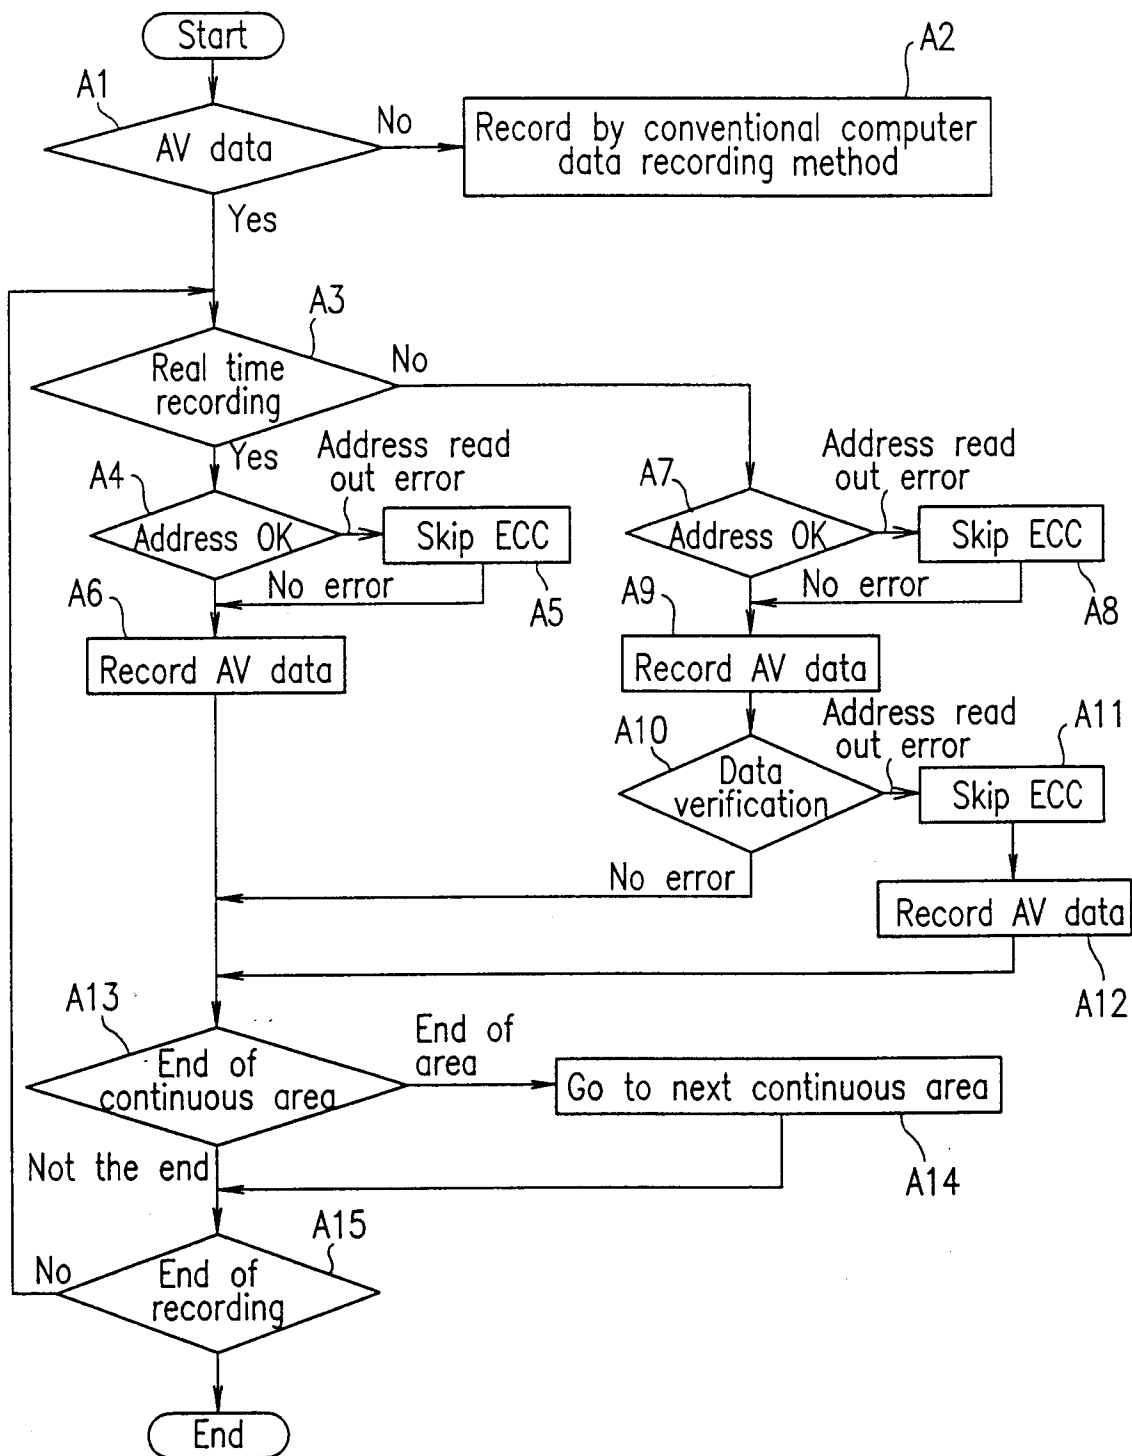 Start
A1
AV data
No
A2
Record by conventional computer
data recording method
Yes
A3
Real time
recording
No
Yes
A4
Address OK
Address read
out error
Skip ECC
A5
No error
A6
Record AV data
A7
Address OK
Address read
out error
Skip ECC
A8
No error
A9
Record AV data
A10
Data
verification
Address read
out error
A11
Skip ECC
No error
Record AV data
A12
A13
End of
continuous area
End of
area
Go to next continuous area
A14
Not the end
A15
End of
recording
No
End